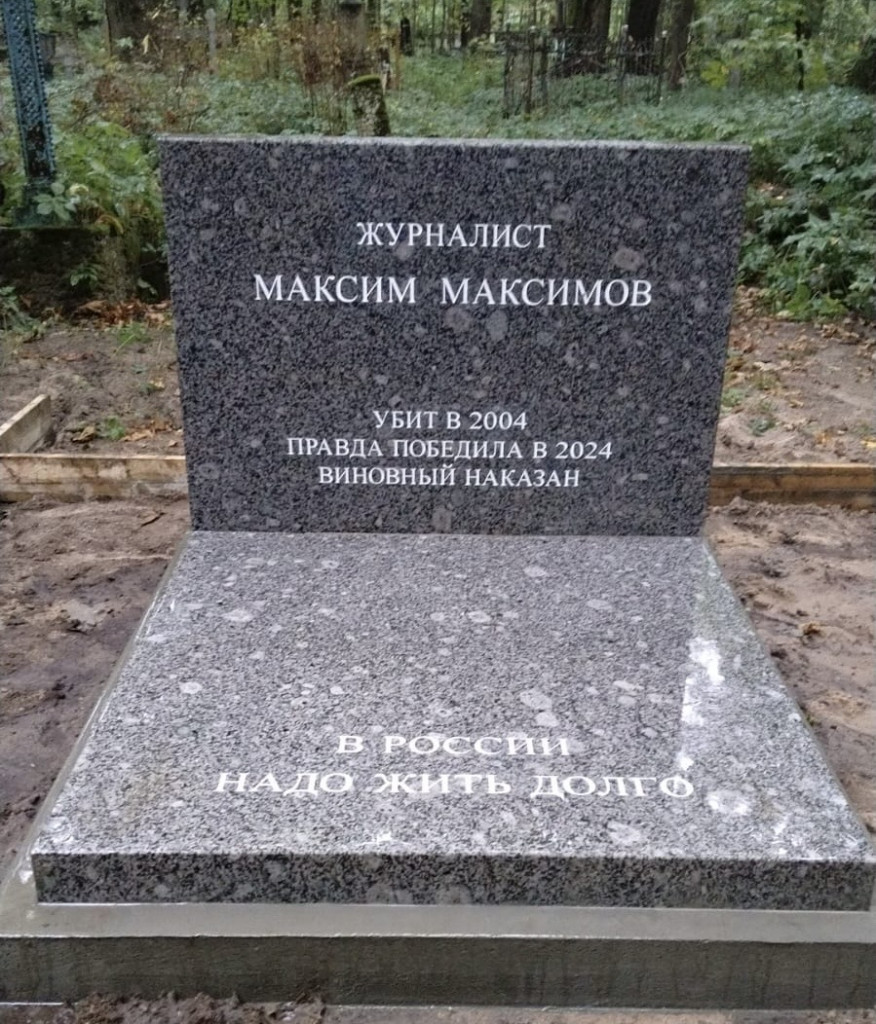 ЖУРНАЛИСТ
МАКСИМ МАКСИМОВ
УБИТ В 2004
ПРАВДА ПОБЕДИЛА В 2024
ВИНОВНЫЙ НАКАЗАН
В РОССИИ
НАДО ЖИТЬ ДОЛГО